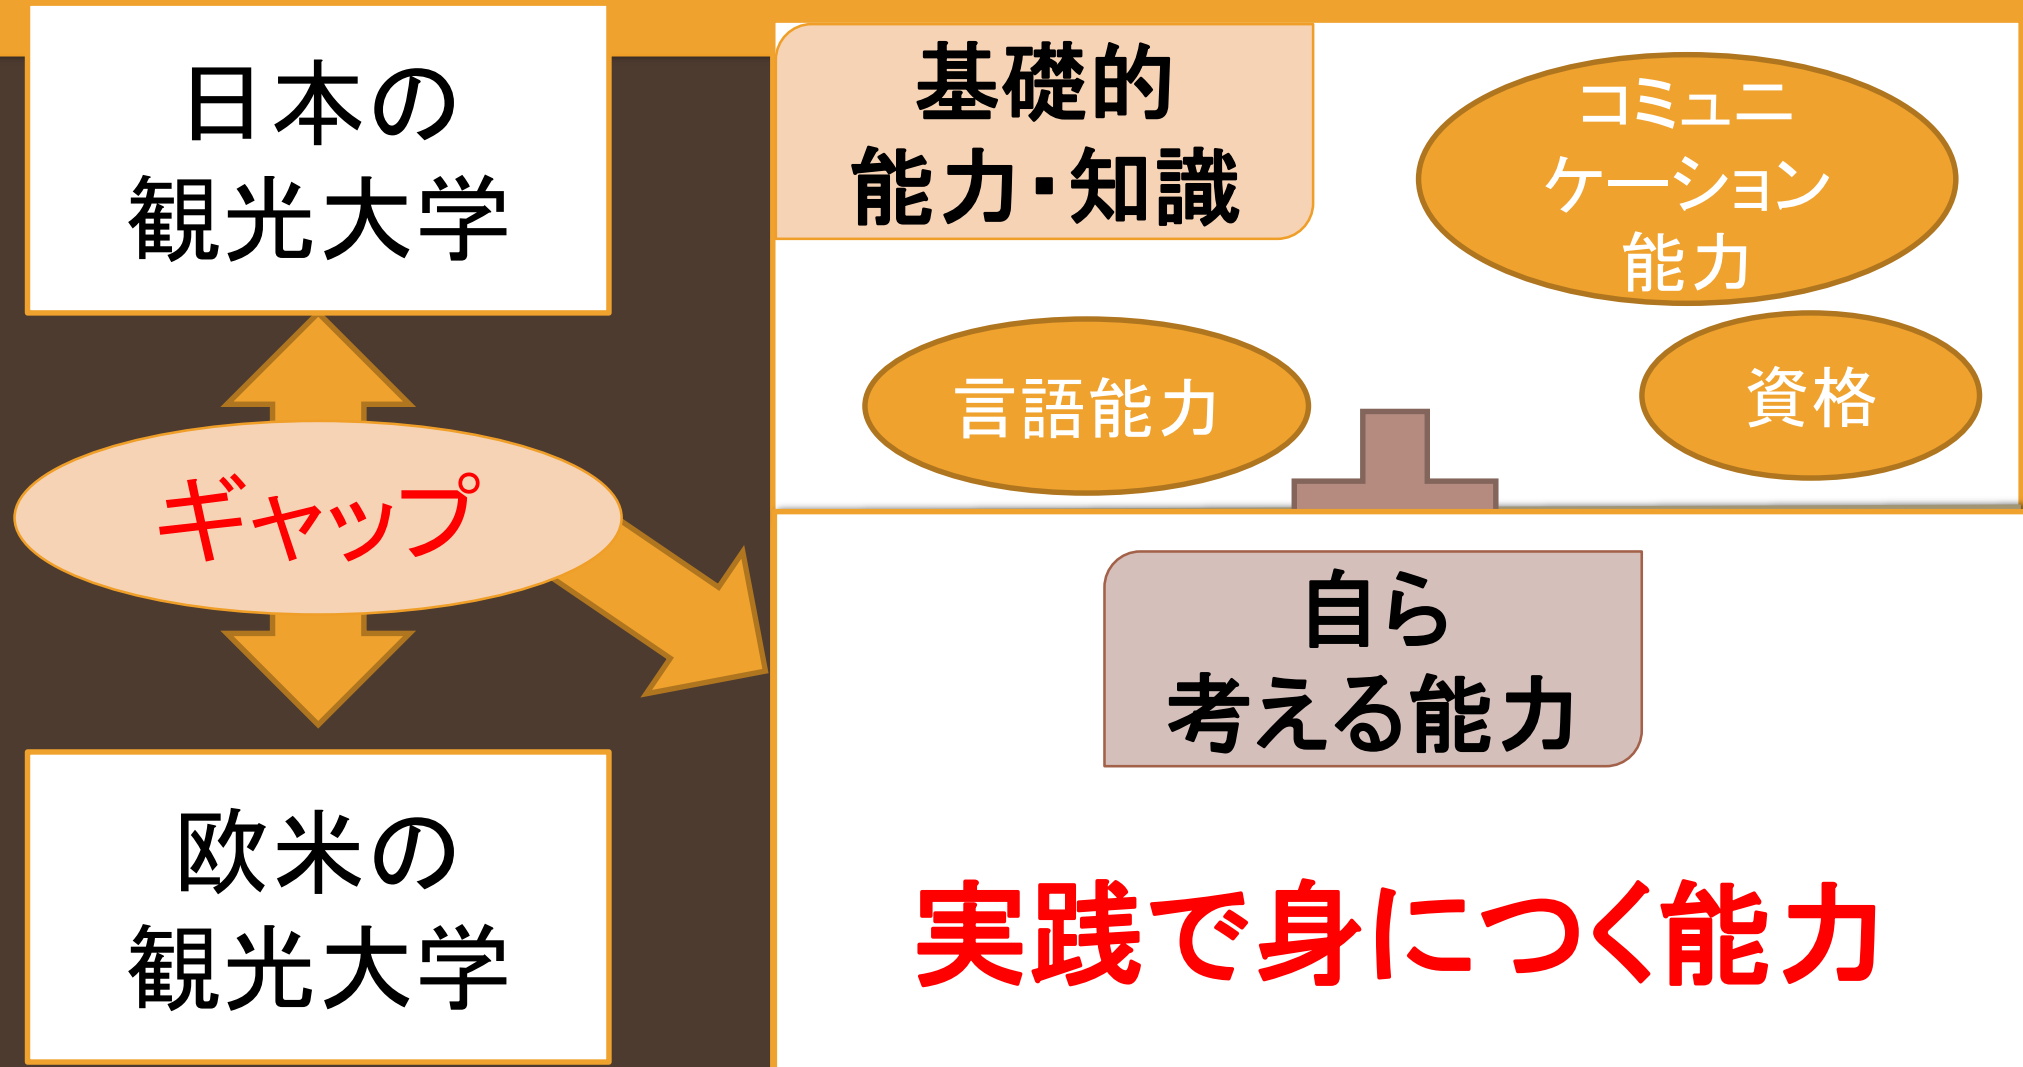 日本の
観光大学
ギャップ
欧米の
観光大学
基礎的
能力・知識
コミュニ
ケーション
能力
言語能力
資格
自ら
考える能力
実践で身につく能力